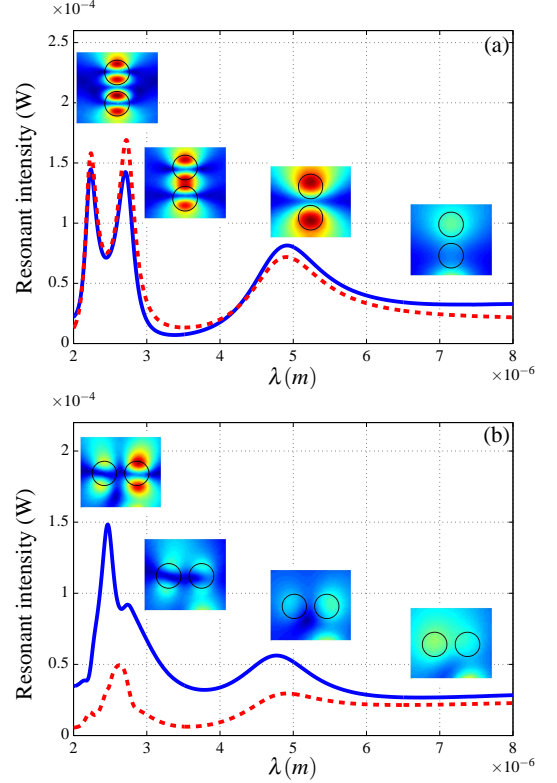 ×10⁻⁴
(a)
2.5
2
1.5
1
0.5
0
Resonant intensity (W)
2 3 4 5 6 7 8
λ(m)
×10⁻⁶
×10⁻⁴
(b)
2
1.5
1
0.5
0
Resonant intensity (W)
2 3 4 5 6 7 8
λ(m)
×10⁻⁶